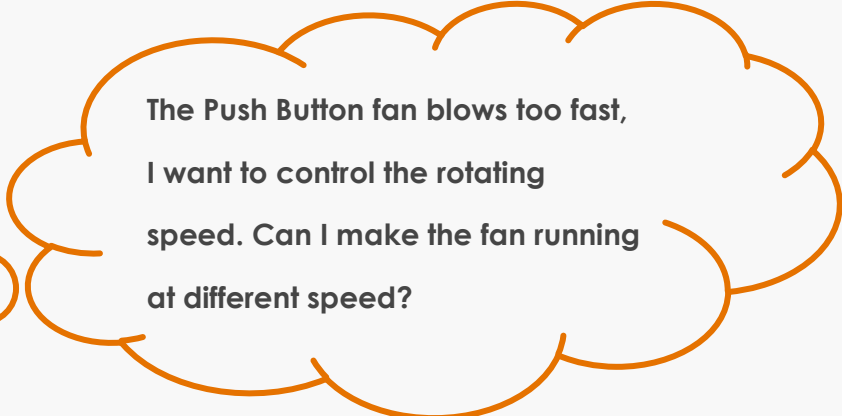 The Push Button fan blows too fast,
I want to control the rotating
speed. Can I make the fan running
at different speed?